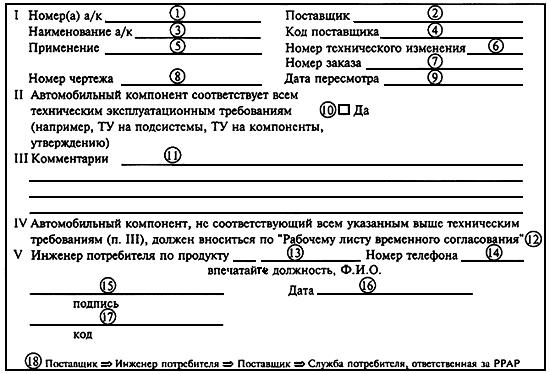 I Номер(а) а/к 1 Поставщик 2
Наименование а/к 3 Код поставщика 4
Применение 5 Номер технического изменения 6
Номер заказа 7
Номер чертежа 8 Дата пересмотра 9
II Автомобильный компонент соответствует всем
техническим эксплуатационным требованиям 10 Да
(например, ТУ на подсистемы, ТУ на компоненты,
утверждению)
III Комментарии 11
IV Автомобильный компонент, не соответствующий всем указанным выше техническим
требованиям (п. III), должен вноситься по "Рабочему листу временного согласования" 12
V Инженер потребителя по продукту 13 Номер телефона 14
впечатайте должность, Ф.И.О.
15 Дата 16
подпись
17
код
18 Поставщик ⇒ Инженер потребителя ⇒ Поставщик ⇒ Служба потребителя, ответственная за PPAP